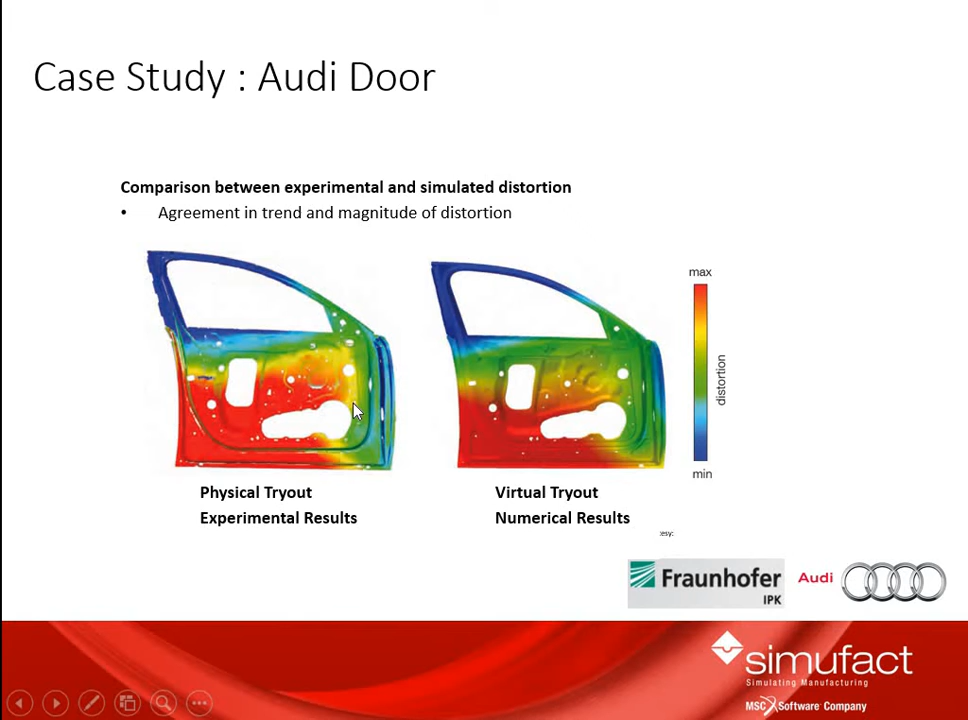 Case Study : Audi Door
Comparison between experimental and simulated distortion
• Agreement in trend and magnitude of distortion
max
distortion
min
Physical Tryout
Experimental Results
Virtual Tryout
Numerical Results
Fraunhofer
IPK
Audi
simufact
Simulating Manufacturing
MSC Software Company